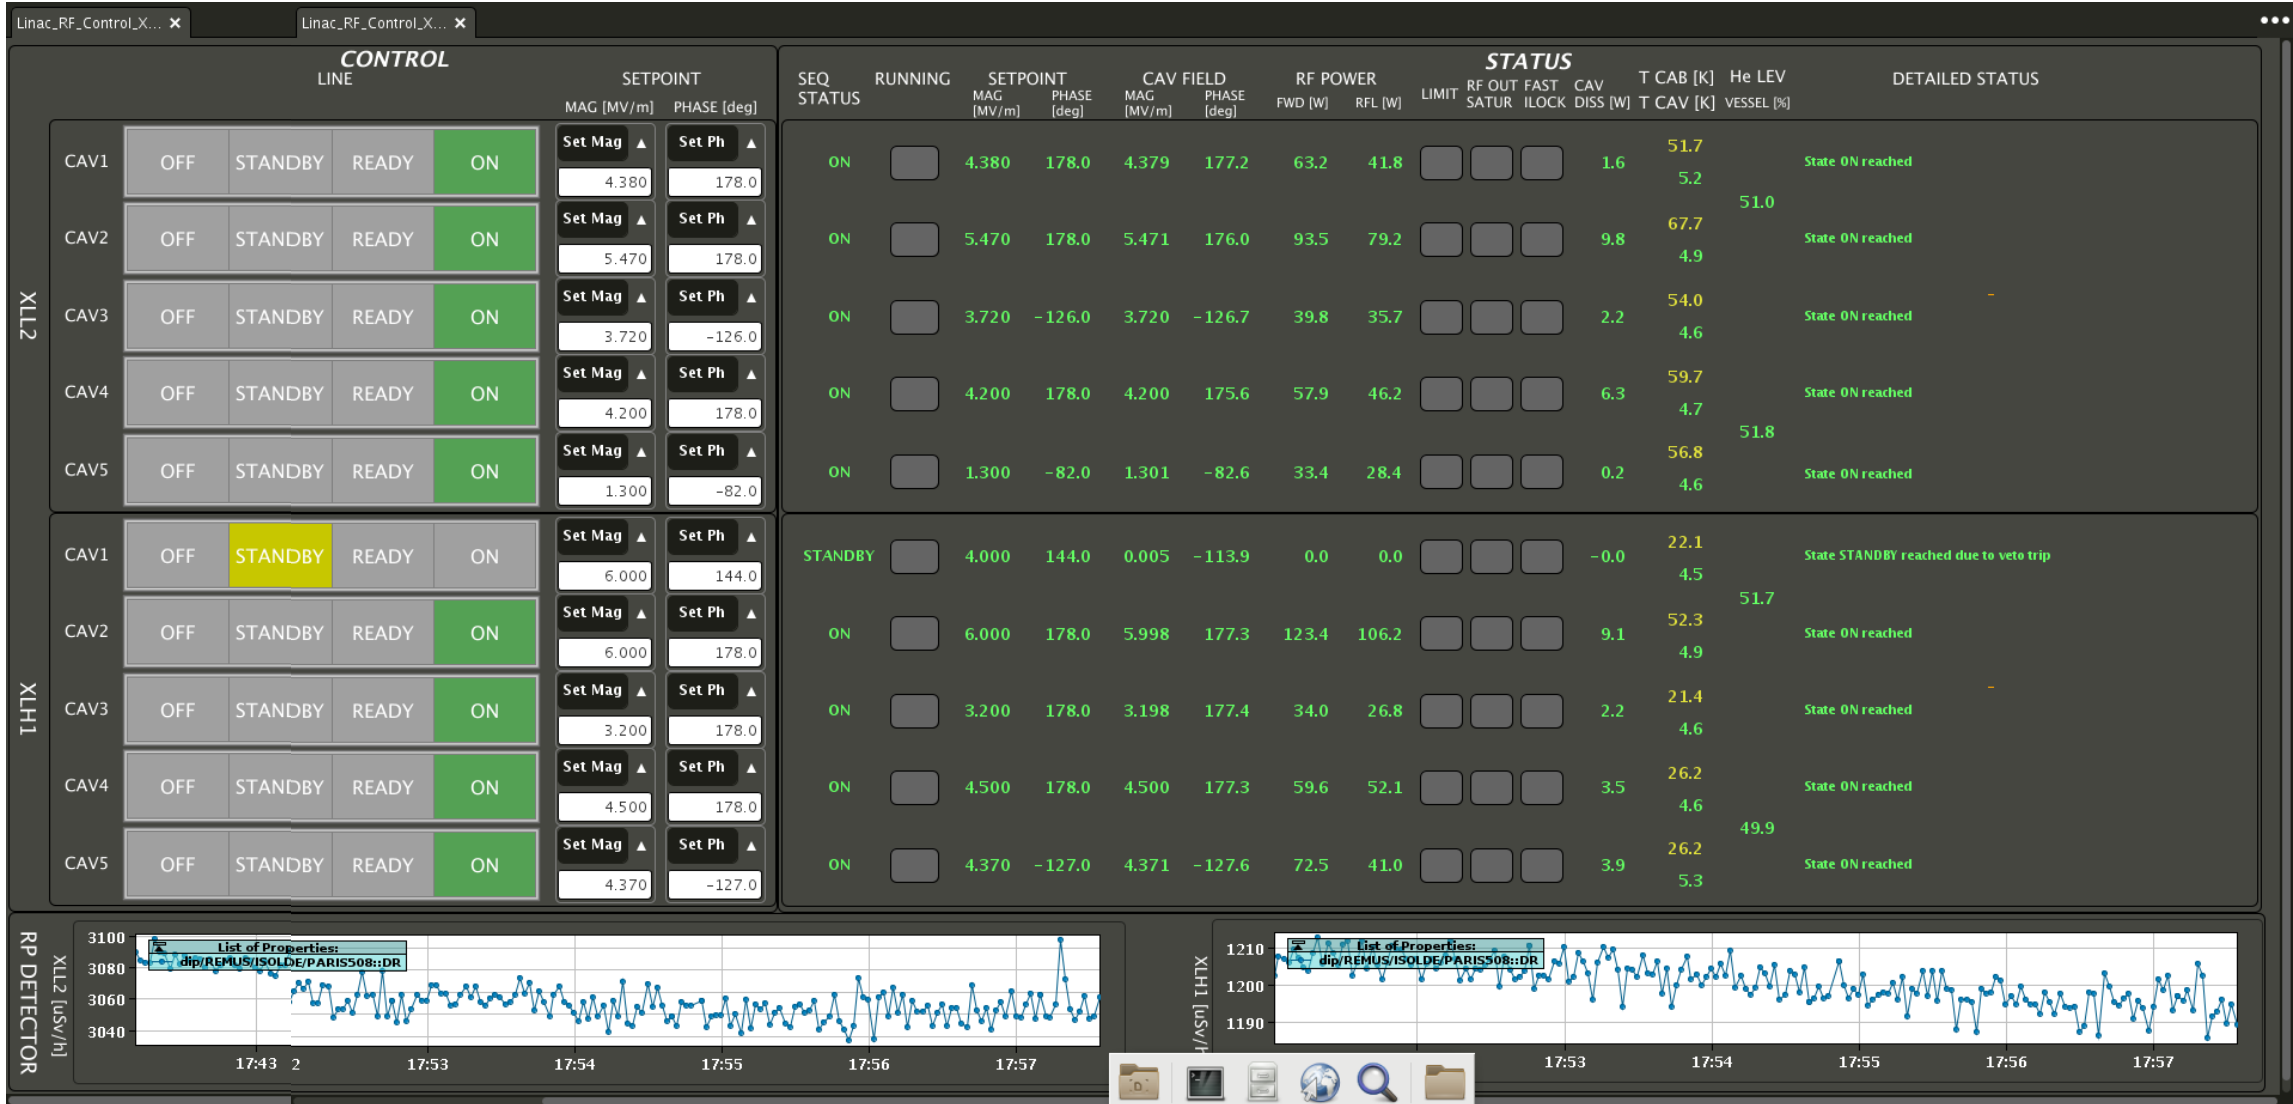 Linac_RF_Control_X... ×
Linac_RF_Control_X... ×
CONTROL
LINE
SETPOINT
MAG [MV/m] PHASE [deg]
STATUS
SEQ STATUS RUNNING SETPOINT CAV FIELD RF POWER LIMIT RF OUT SATUR FAST ILOCK CAV DISS [W] T CAB [K] T CAV [K] He LEV VESSEL [%] DETAILED STATUS
MAG [MV/m] PHASE [deg] MAG [MV/m] PHASE [deg] FWD [W] RFL [W]
XLL2
CAV1 OFF STANDBY READY ON Set Mag ▲ 4.380 Set Ph ▲ 178.0 ON 4.380 178.0 4.379 177.2 63.2 41.8 1.6 51.7 5.2 State ON reached
51.0
CAV2 OFF STANDBY READY ON Set Mag ▲ 5.470 Set Ph ▲ 178.0 ON 5.470 178.0 5.471 176.0 93.5 79.2 9.8 67.7 4.9 State ON reached
CAV3 OFF STANDBY READY ON Set Mag ▲ 3.720 Set Ph ▲ -126.0 ON 3.720 -126.0 3.720 -126.7 39.8 35.7 2.2 54.0 4.6 State ON reached
CAV4 OFF STANDBY READY ON Set Mag ▲ 4.200 Set Ph ▲ 178.0 ON 4.200 178.0 4.200 175.6 57.9 46.2 6.3 59.7 4.7 State ON reached
51.8
CAV5 OFF STANDBY READY ON Set Mag ▲ 1.300 Set Ph ▲ -82.0 ON 1.300 -82.0 1.301 -82.6 33.4 28.4 0.2 56.8 4.6 State ON reached
XLH1
CAV1 OFF STANDBY READY ON Set Mag ▲ 6.000 Set Ph ▲ 144.0 STANDBY 4.000 144.0 0.005 -113.9 0.0 0.0 -0.0 22.1 4.5 State STANDBY reached due to veto trip
51.7
CAV2 OFF STANDBY READY ON Set Mag ▲ 6.000 Set Ph ▲ 178.0 ON 6.000 178.0 5.998 177.3 123.4 106.2 9.1 52.3 4.9 State ON reached
CAV3 OFF STANDBY READY ON Set Mag ▲ 3.200 Set Ph ▲ 178.0 ON 3.200 178.0 3.198 177.4 34.0 26.8 2.2 21.4 4.6 State ON reached
CAV4 OFF STANDBY READY ON Set Mag ▲ 4.500 Set Ph ▲ 178.0 ON 4.500 178.0 4.500 177.3 59.6 52.1 3.5 26.2 4.6 State ON reached
49.9
CAV5 OFF STANDBY READY ON Set Mag ▲ 4.370 Set Ph ▲ -127.0 ON 4.370 -127.0 4.371 -127.6 72.5 41.0 3.9 26.2 5.3 State ON reached
RP DETECTOR
XLL2 [uSv/h]
3100
3080
3060
3040
List of Properties:
dip/REMUS/ISOLDE/PARIS508::DR
17:43 2 17:53 17:54 17:55 17:56 17:57
XLH1 [uSv/h
1210
1200
1190
List of Properties:
dip/REMUS/ISOLDE/PARIS508::DR
17:53 17:54 17:55 17:56 17:57